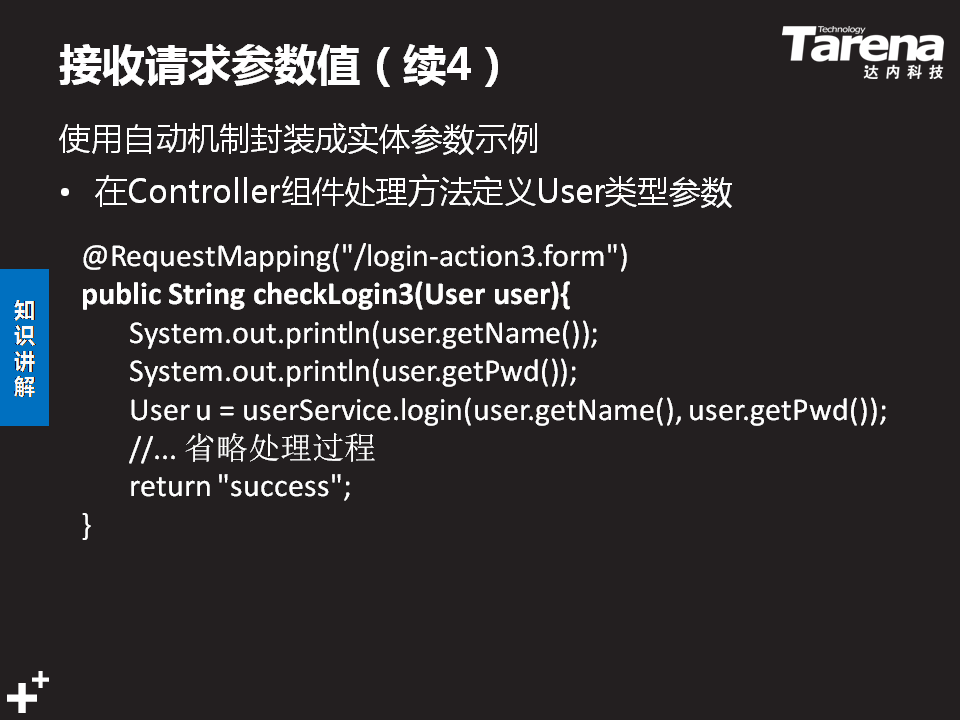 接收请求参数值（续4）
Technology
Tarena
达内科技
使用自动机制封装成实体参数示例
• 在Controller组件处理方法定义User类型参数
@RequestMapping("/login-action3.form")
public String checkLogin3(User user){
System.out.println(user.getName());
System.out.println(user.getPwd());
User u = userService.login(user.getName(), user.getPwd());
//... 省略处理过程
return "success";
}
知识讲解